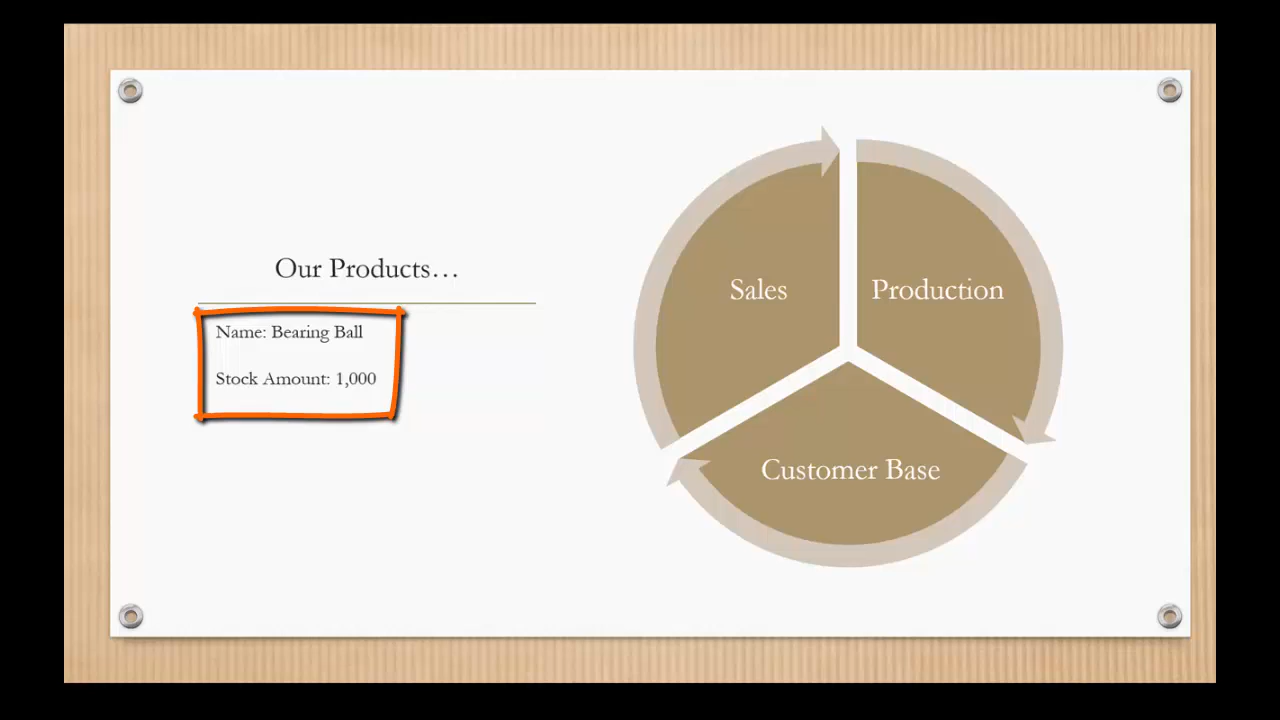 Our Products…
Name: Bearing Ball
Stock Amount: 1,000
Sales
Production
Customer Base